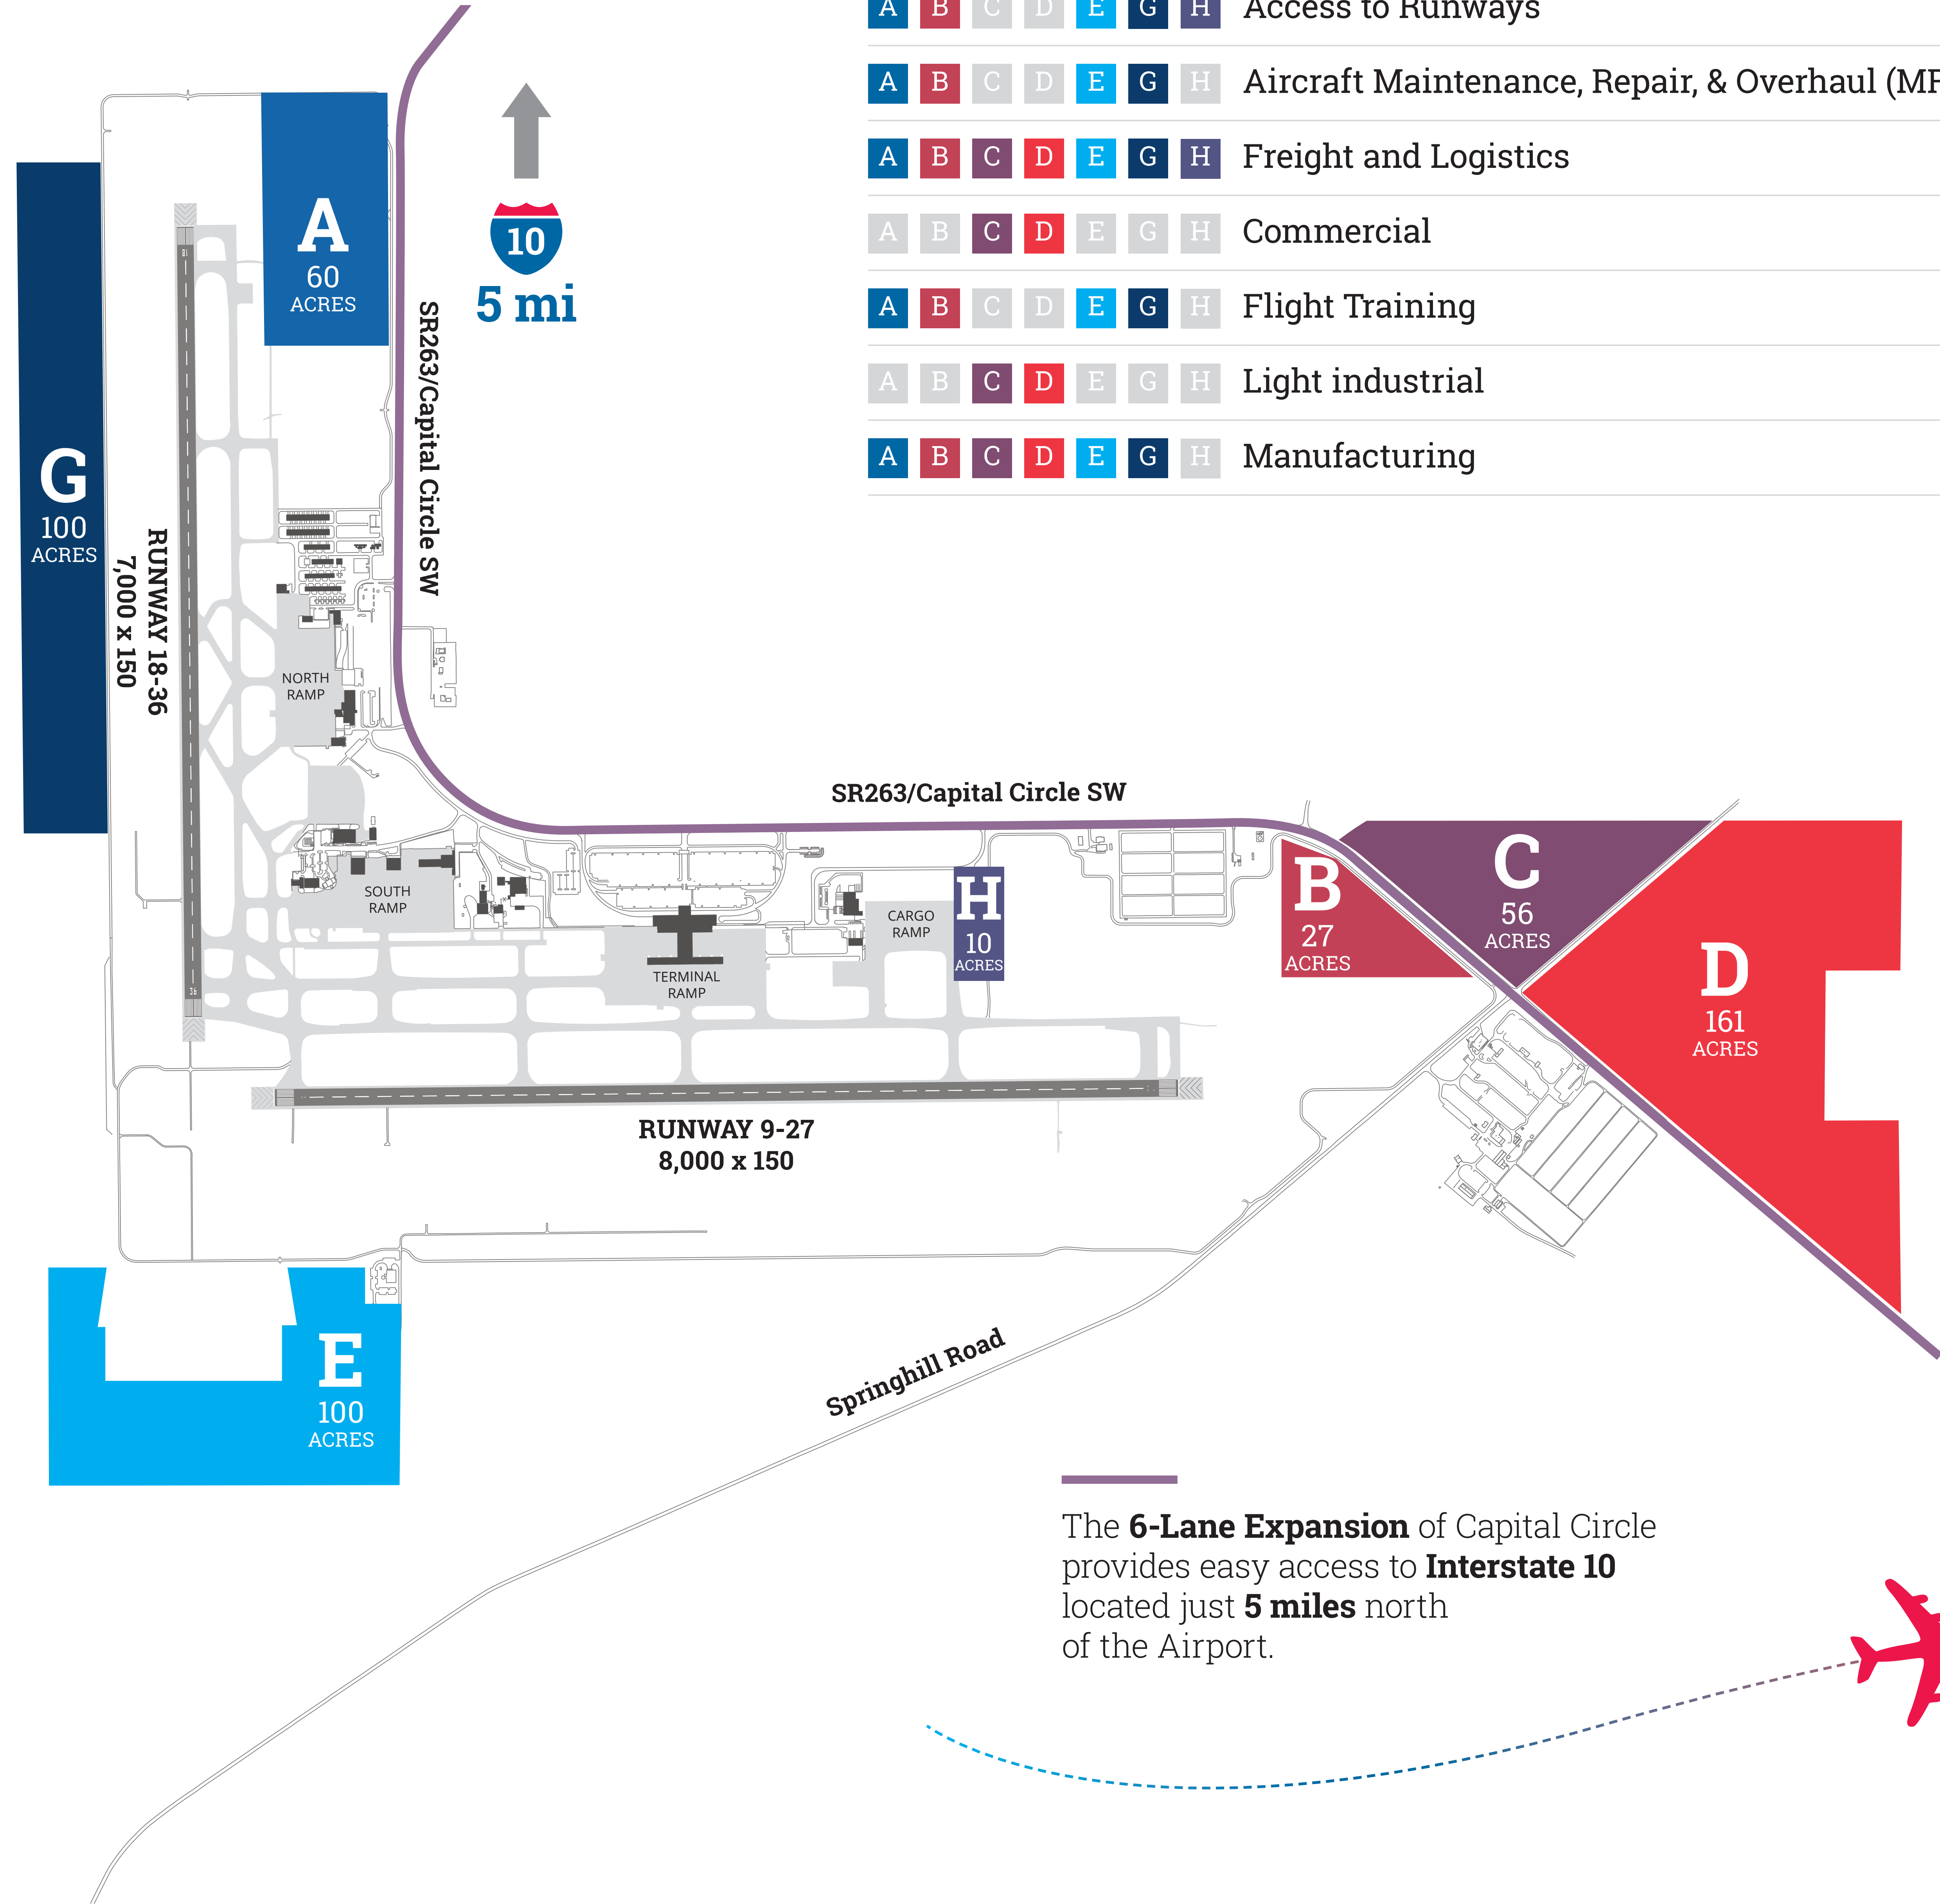 A B C D E G H Access to Runways
A B C D E G H Aircraft Maintenance, Repair, & Overhaul (MR
A B C D E G H Freight and Logistics
A B C D E G H Commercial
A B C D E G H Flight Training
A B C D E G H Light industrial
A B C D E G H Manufacturing
10
5 mi
A
60
ACRES
G
100
ACRES
SR263/Capital Circle SW
RUNWAY 18-36
7,000 x 150
18
36
NORTH
RAMP
SR263/Capital Circle SW
SOUTH
RAMP
TERMINAL
RAMP
CARGO
RAMP
H
10
ACRES
B
27
ACRES
C
56
ACRES
D
161
ACRES
RUNWAY 9-27
8,000 x 150
E
100
ACRES
Springhill Road
The 6-Lane Expansion of Capital Circle
provides easy access to Interstate 10
located just 5 miles north
of the Airport.